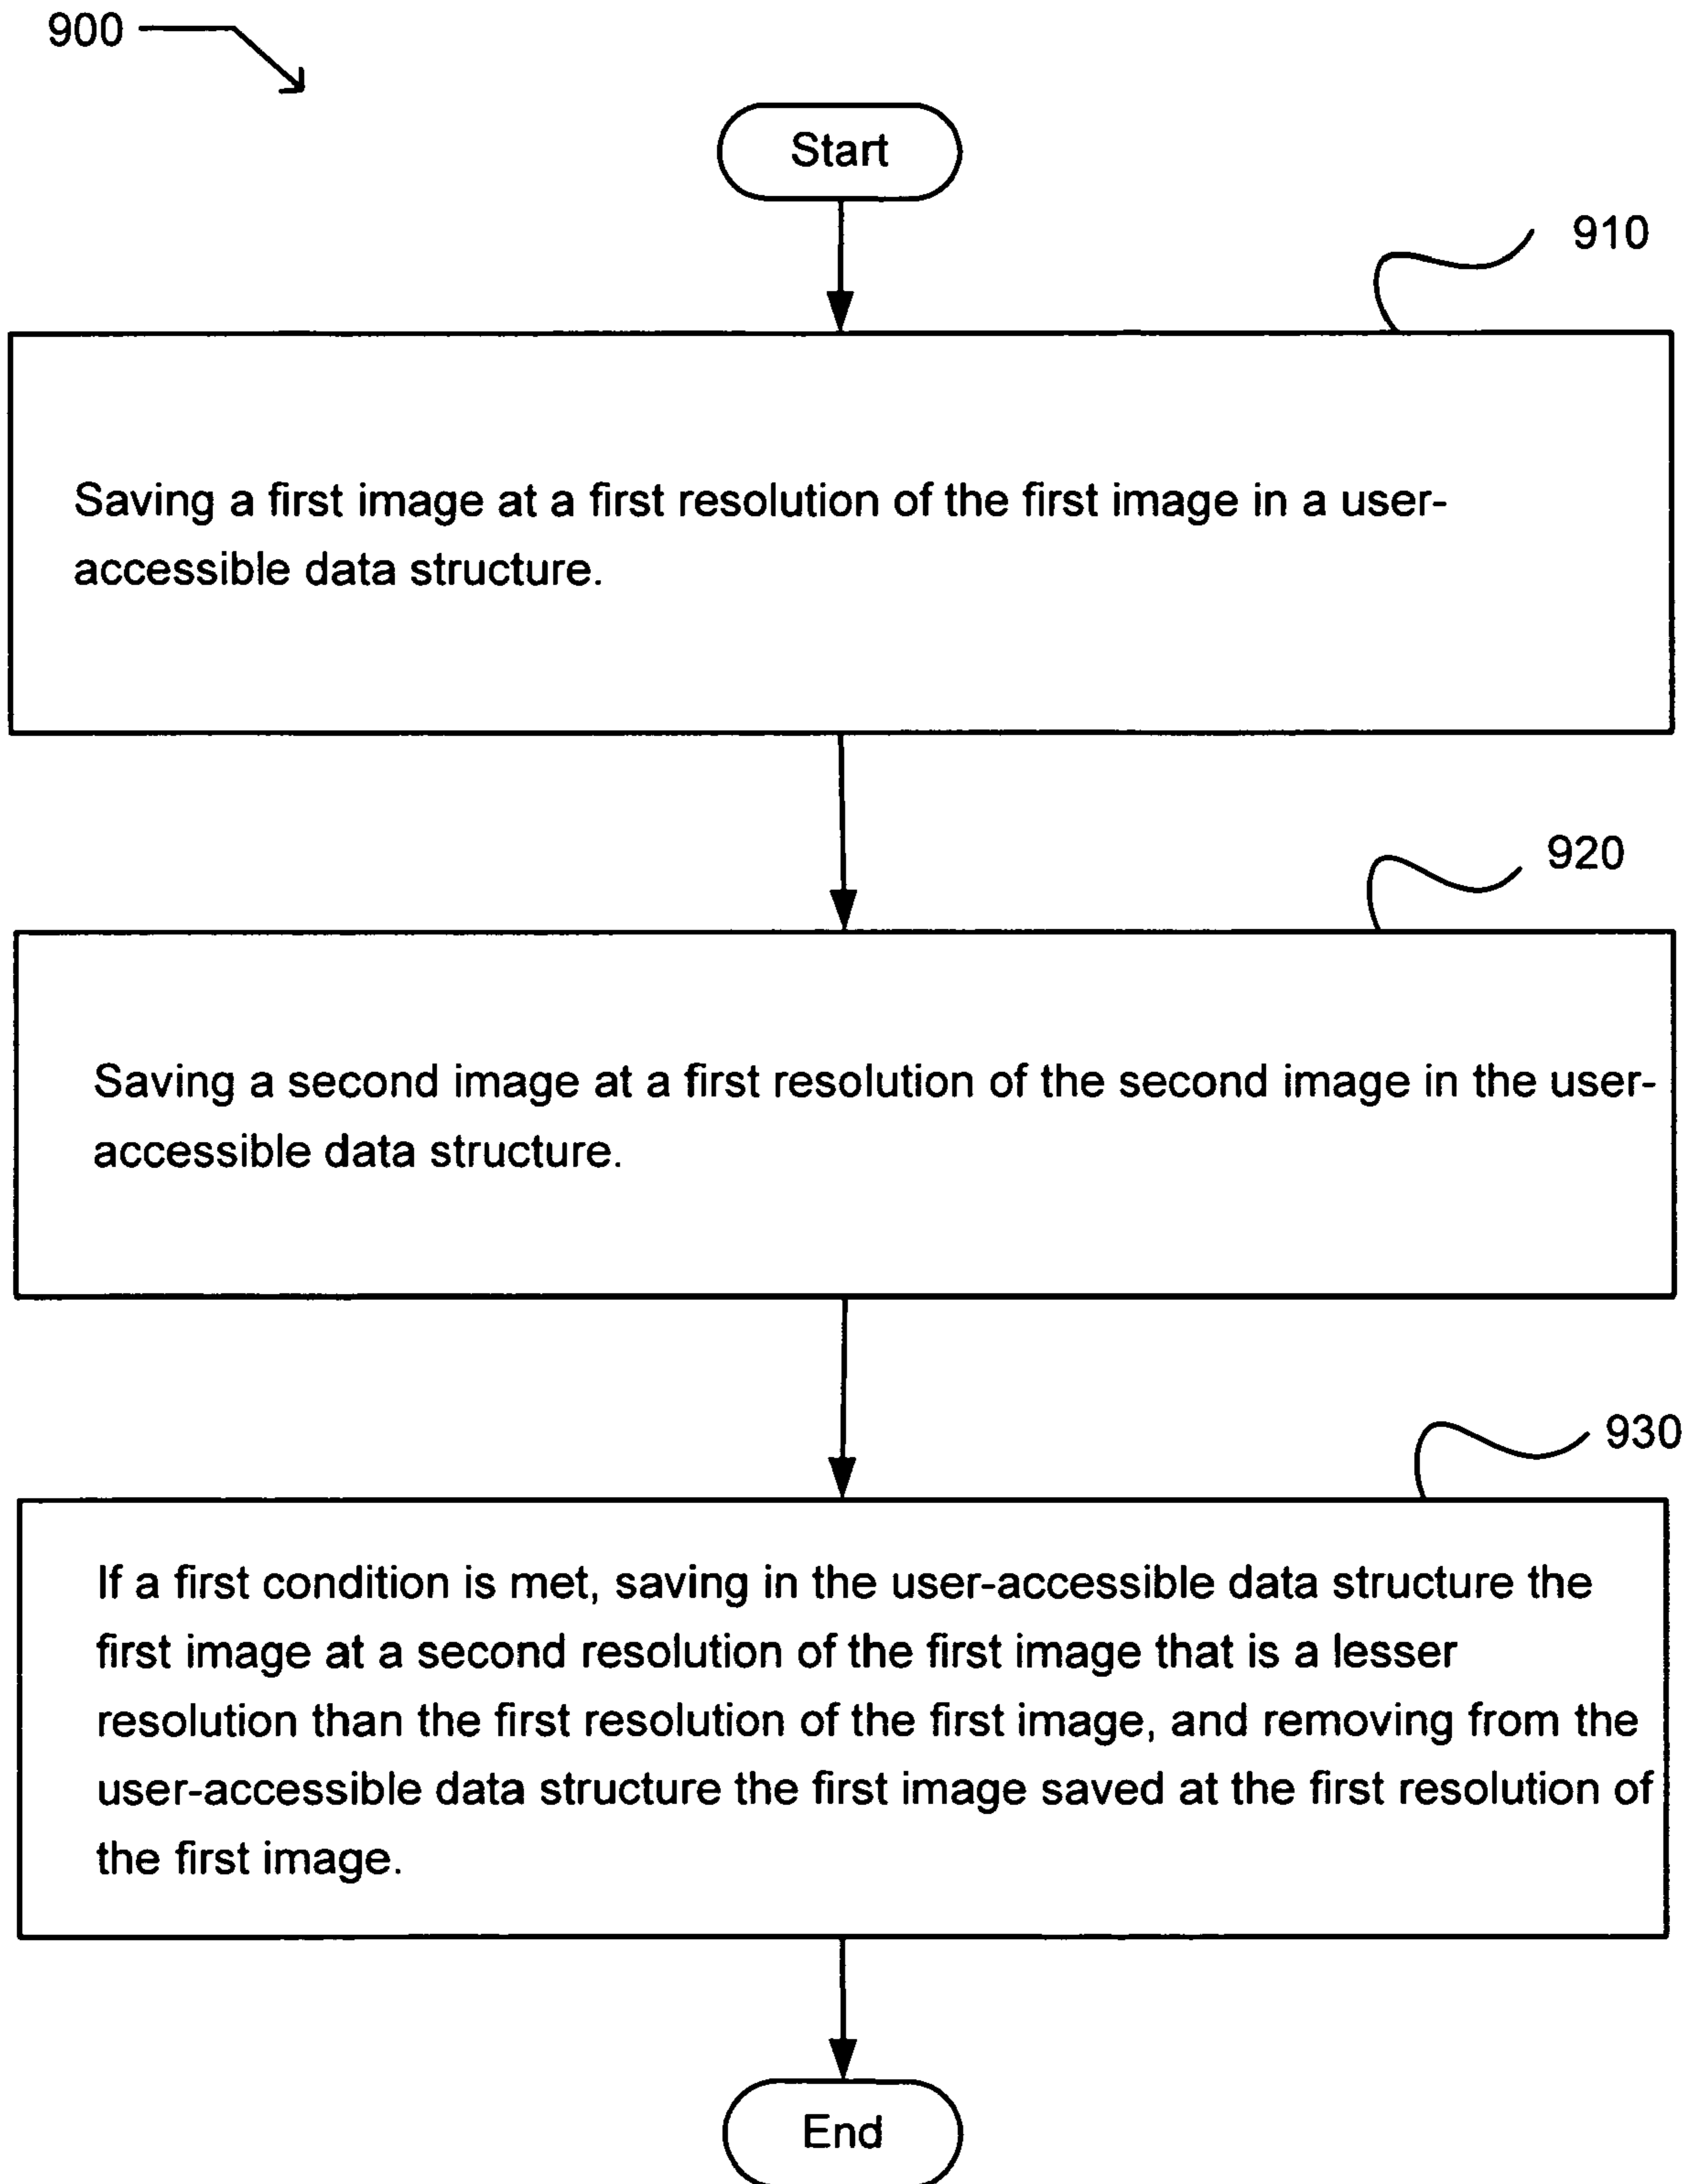 900
Start
910
Saving a first image at a first resolution of the first image in a user-
accessible data structure.
920
Saving a second image at a first resolution of the second image in the user-
accessible data structure.
930
If a first condition is met, saving in the user-accessible data structure the
first image at a second resolution of the first image that is a lesser
resolution than the first resolution of the first image, and removing from the
user-accessible data structure the first image saved at the first resolution of
the first image.
End